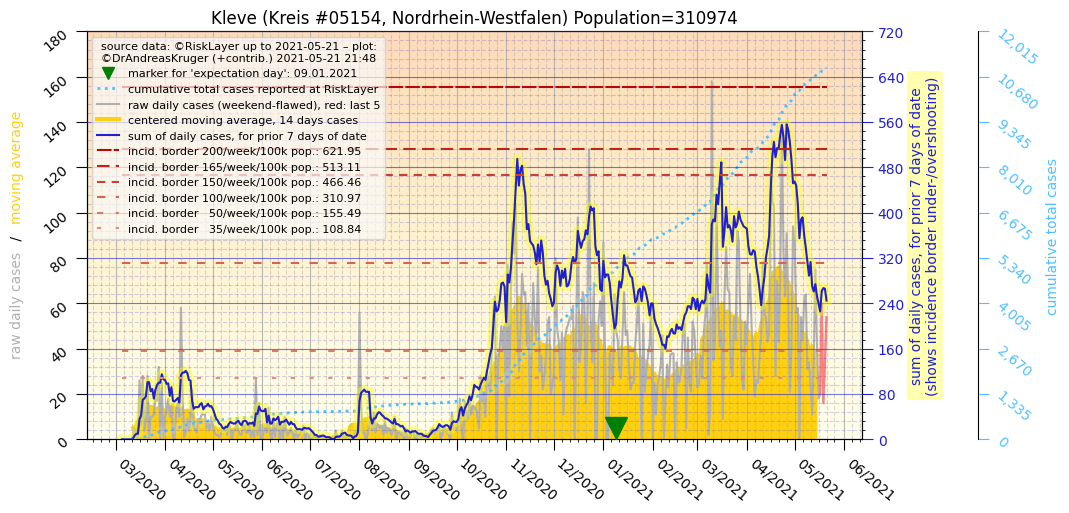 Kleve (Kreis #05154, Nordrhein-Westfalen) Population=310974
source data: ©RiskLayer up to 2021-05-21 – plot:
©DrAndreasKruger (+contrib.) 2021-05-21 21:48
marker for 'expectation day': 09.01.2021
cumulative total cases reported at RiskLayer
raw daily cases (weekend-flawed), red: last 5
centered moving average, 14 days cases
sum of daily cases, for prior 7 days of date
incid. border 200/week/100k pop.: 621.95
incid. border 165/week/100k pop.: 513.11
incid. border 150/week/100k pop.: 466.46
incid. border 100/week/100k pop.: 310.97
incid. border   50/week/100k pop.: 155.49
incid. border   35/week/100k pop.: 108.84
raw daily cases  /  moving average
180
160
140
120
100
80
60
40
20
0
03/2020
04/2020
05/2020
06/2020
07/2020
08/2020
09/2020
10/2020
11/2020
12/2020
01/2021
02/2021
03/2021
04/2021
05/2021
06/2021
720
640
560
480
400
320
240
160
80
0
sum of daily cases, for prior 7 days of date
(shows incidence border under-/overshooting)
12,015
10,680
9,345
8,010
6,675
5,340
4,005
2,670
1,335
0
cumulative total cases